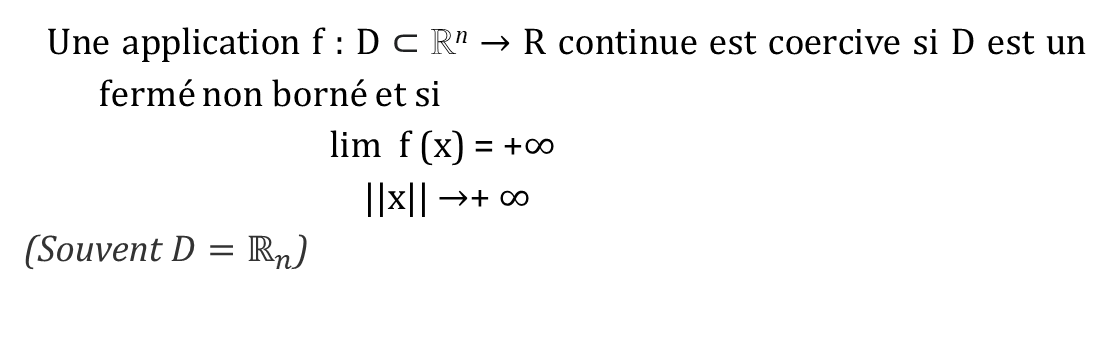 Une application f : D ⊂ ℝⁿ → R continue est coercive si D est un
fermé non borné et si
lim f (x) = +∞
||x|| →+ ∞
(Souvent D = ℝₙ)